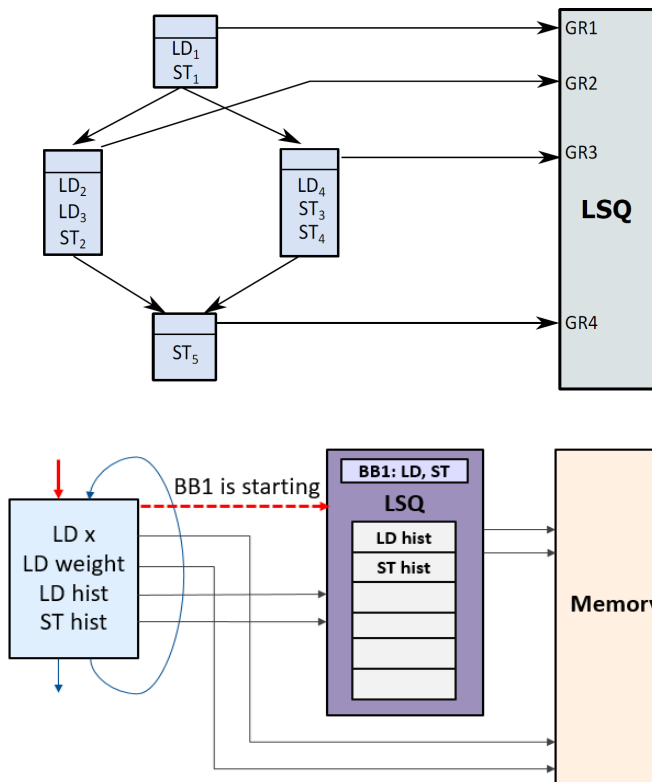 GR1
LD₁
ST₁
GR2
GR3
LD₂
LD₃
ST₂
LD₄
ST₃
ST₄
LSQ
GR4
ST₅
BB1: LD, ST
BB1 is starting
LSQ
LD x
LD weight
LD hist
ST hist
LD hist
ST hist
Memory